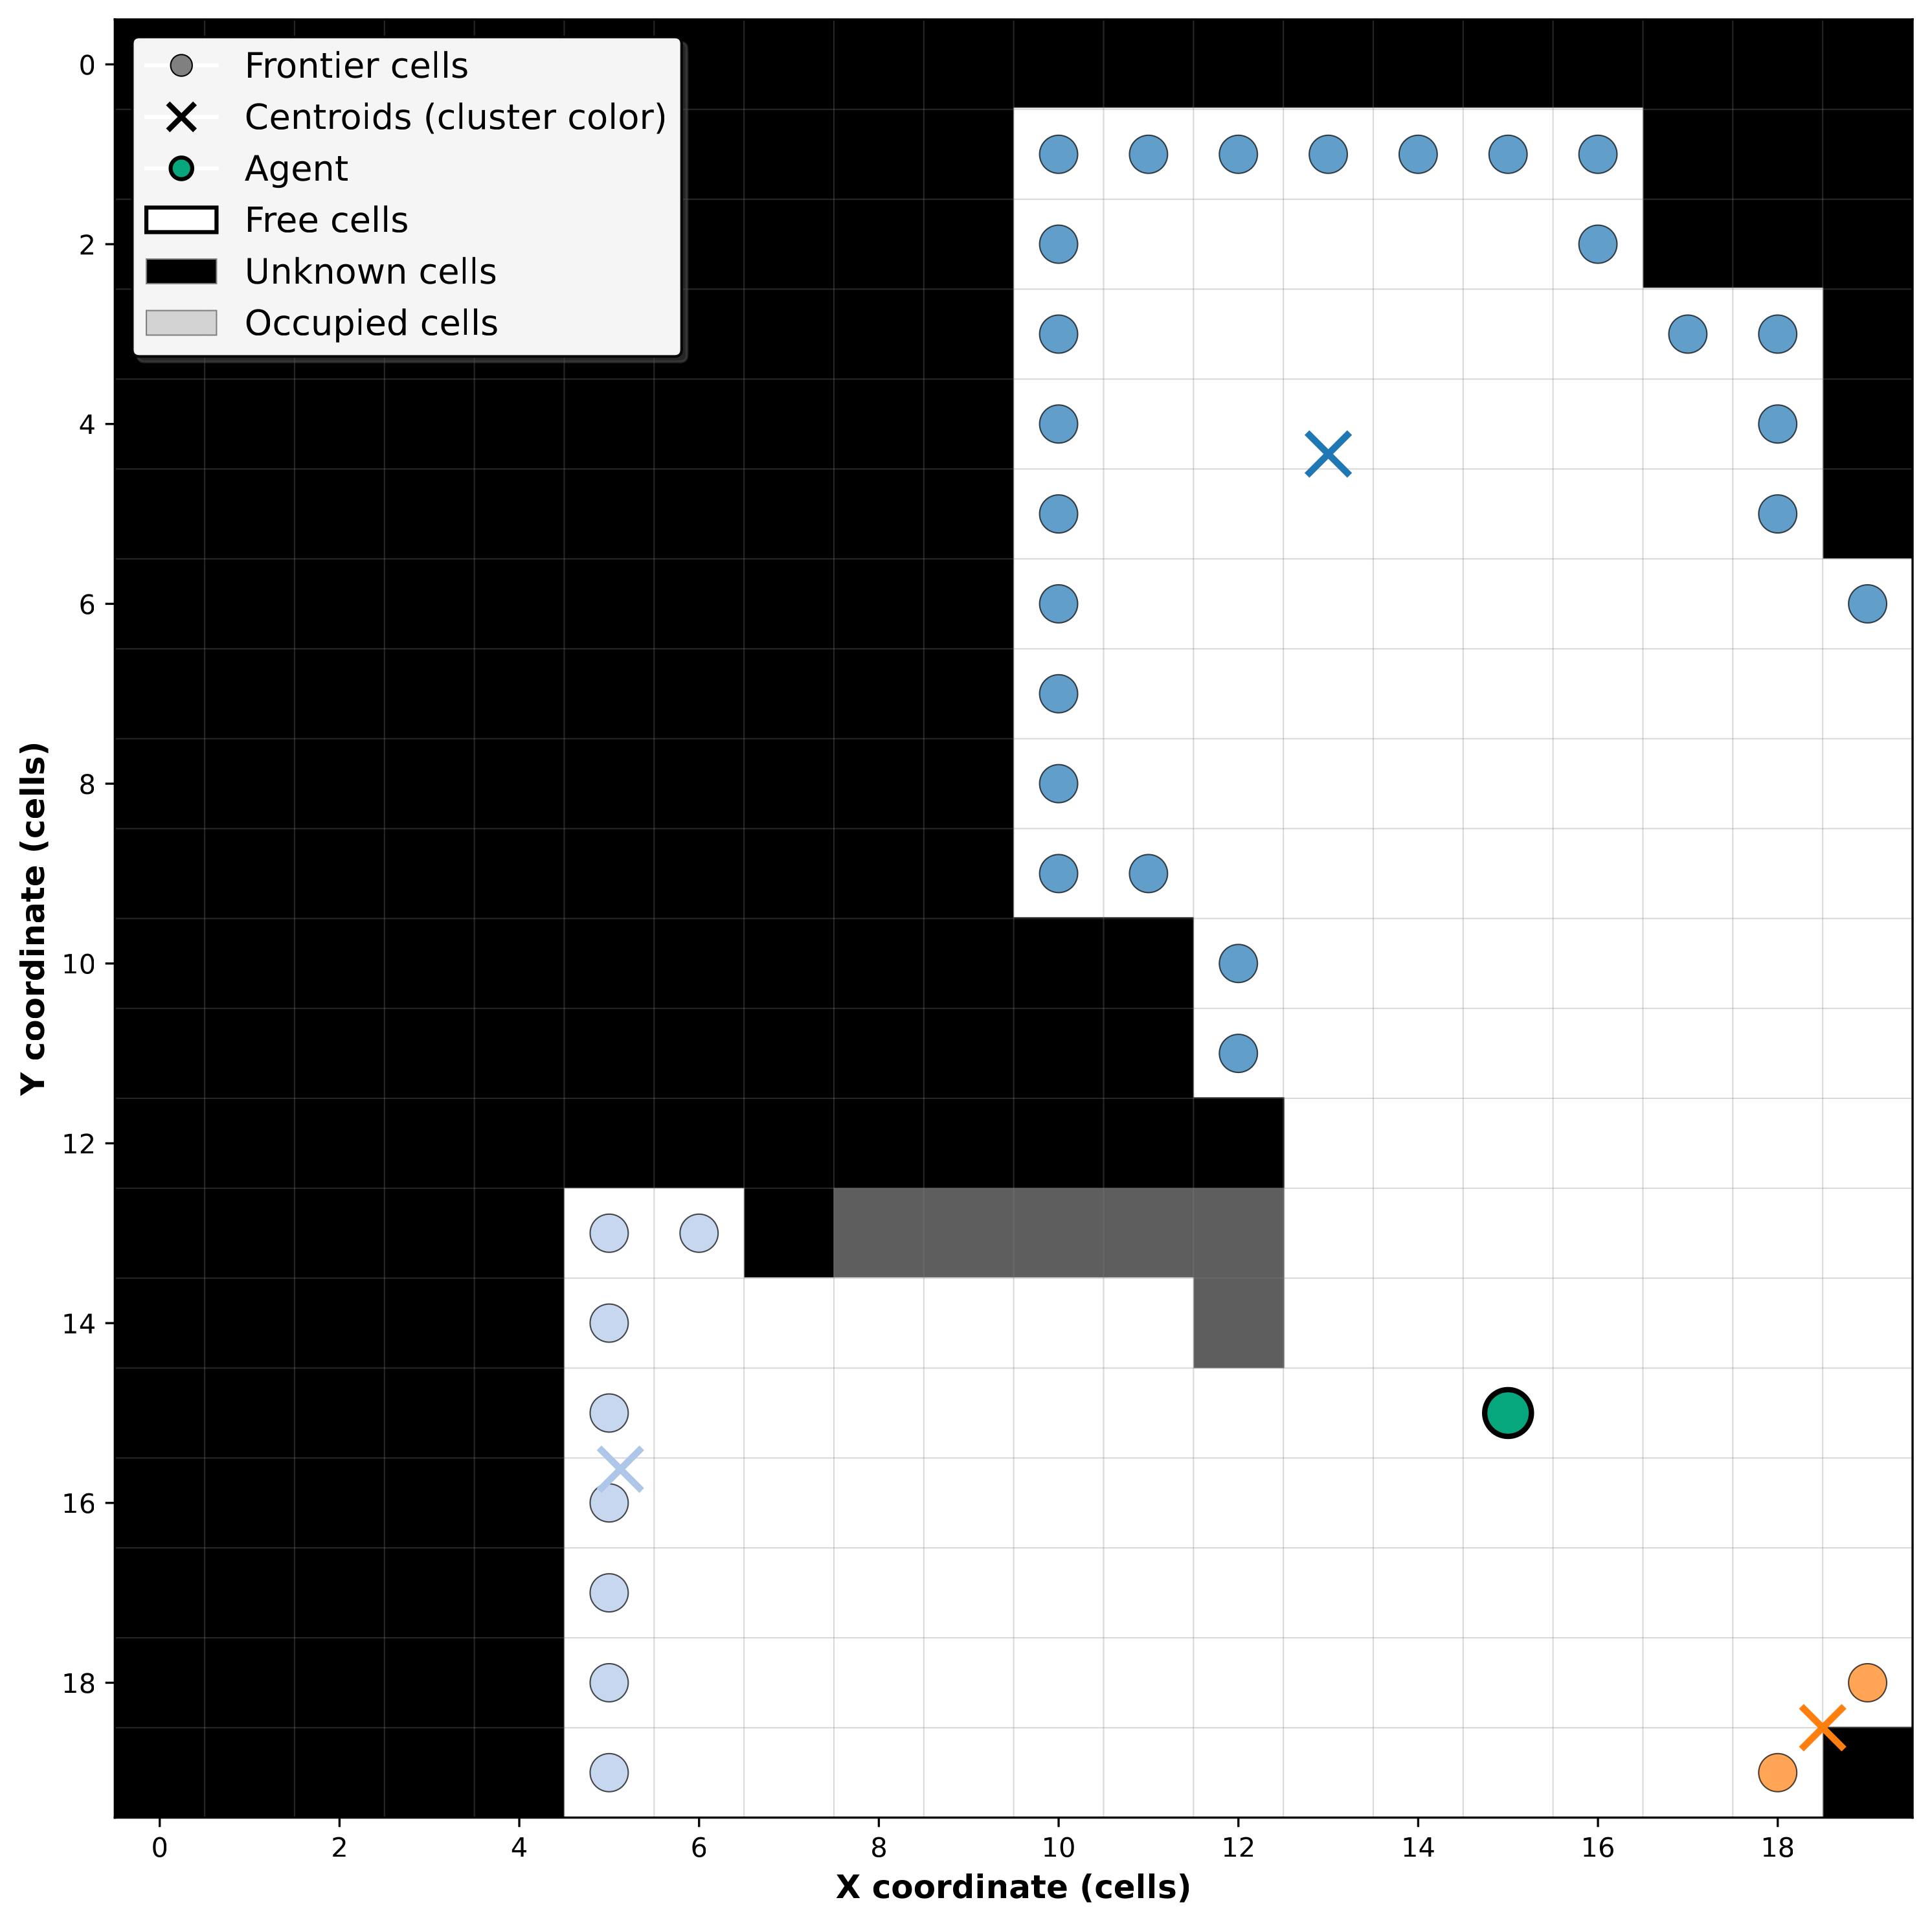 Frontier cells
Centroids (cluster color)
Agent
Free cells
Unknown cells
Occupied cells
0
2
4
6
8
10
12
14
16
18
Y coordinate (cells)
0 2 4 6 8 10 12 14 16 18
X coordinate (cells)